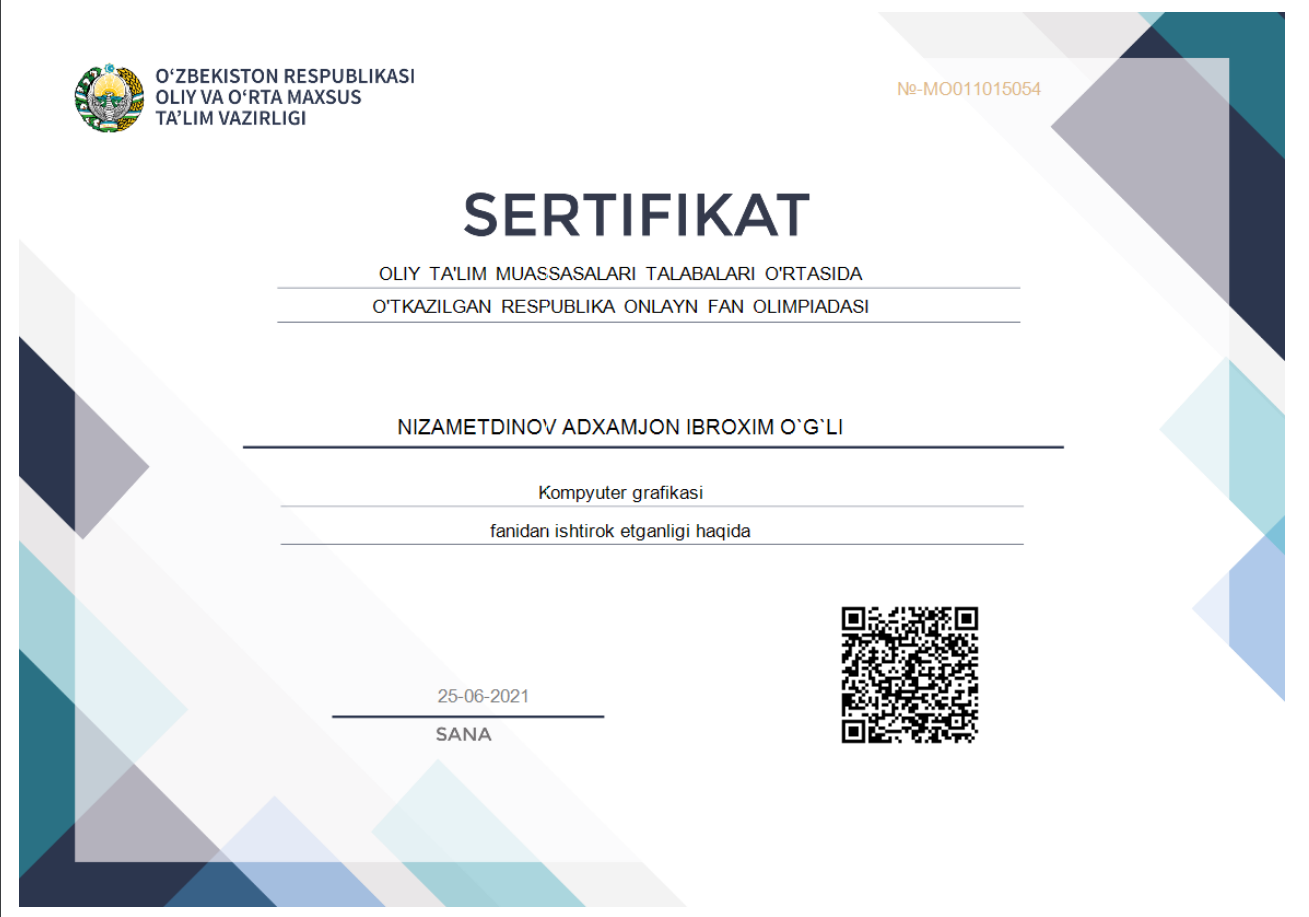 O‘ZBEKISTON RESPUBLIKASI
OLIY VA O‘RTA MAXSUS
TA’LIM VAZIRLIGI
№-MO011015054
SERTIFIKAT
OLIY TA'LIM MUASSASALARI TALABALARI O'RTASIDA
O'TKAZILGAN RESPUBLIKA ONLAYN FAN OLIMPIADASI
NIZAMETDINOV ADXAMJON IBROXIM O`G`LI
Kompyuter grafikasi
fanidan ishtirok etganligi haqida
25-06-2021
SANA